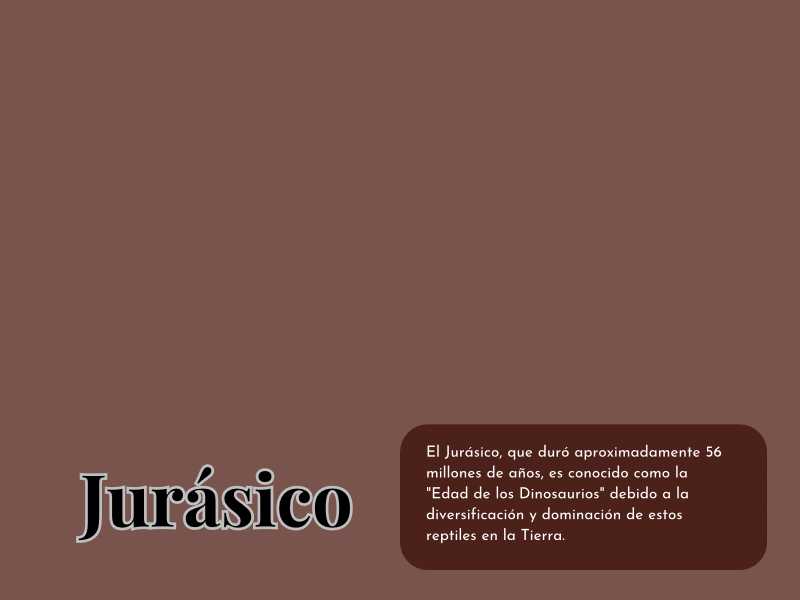 Jurásico
El Jurásico, que duró aproximadamente 56
millones de años, es conocido como la
"Edad de los Dinosaurios" debido a la
diversificación y dominación de estos
reptiles en la Tierra.